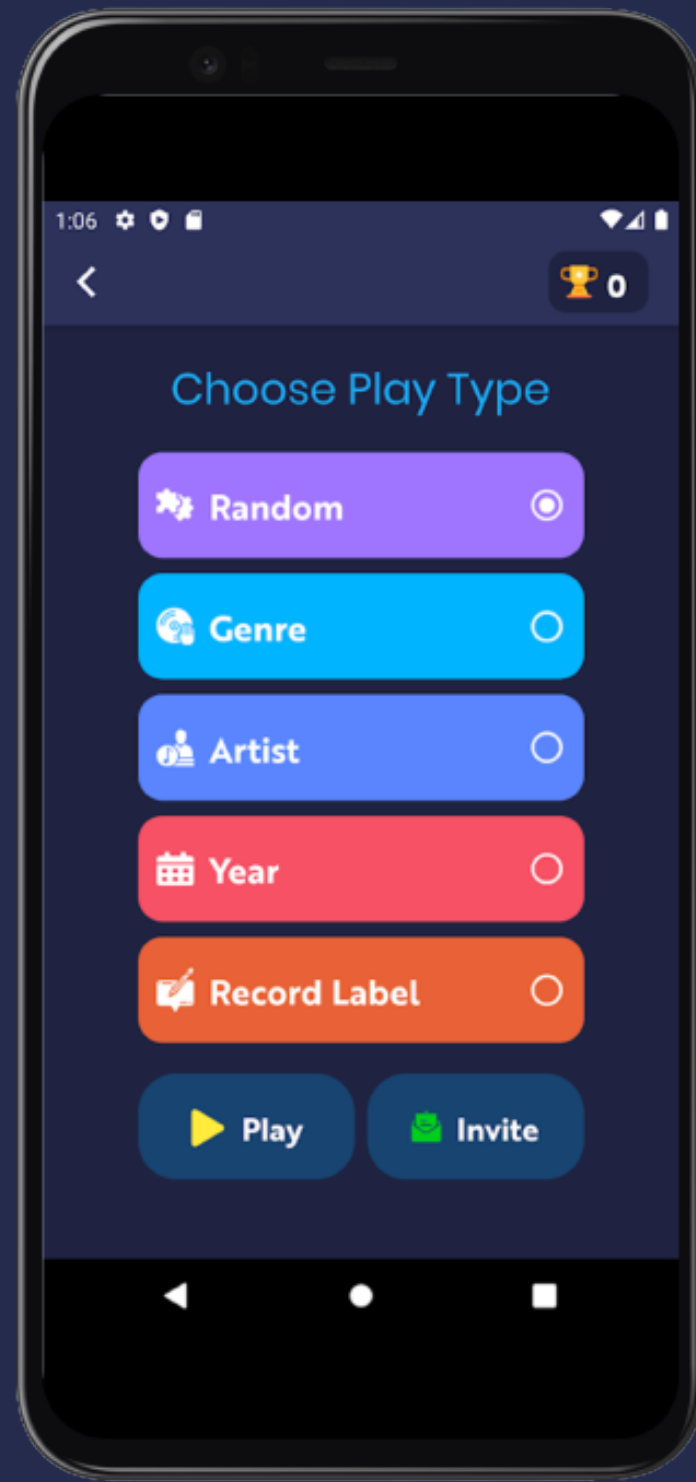 1:06
0
Choose Play Type
Random
Genre
Artist
Year
Record Label
Play
Invite